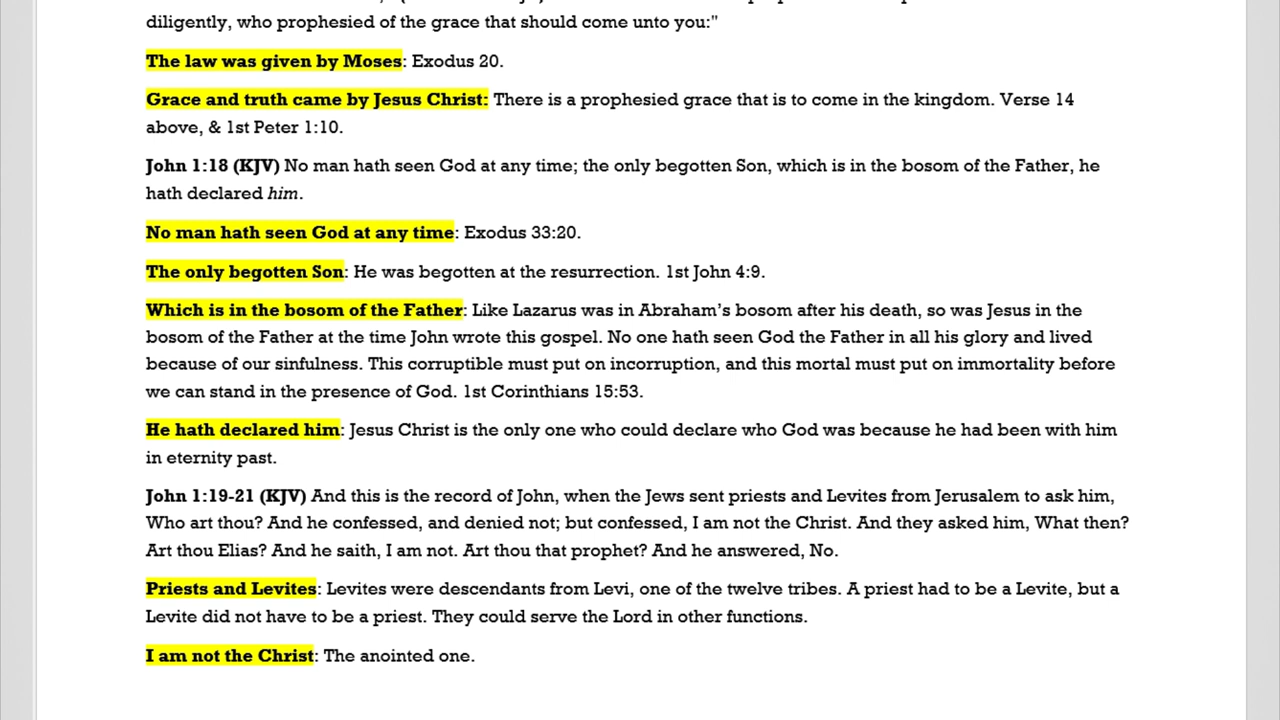 diligently, who prophesied of the grace that should come unto you:"
The law was given by Moses: Exodus 20.
Grace and truth came by Jesus Christ: There is a prophesied grace that is to come in the kingdom. Verse 14
above, & 1st Peter 1:10.
John 1:18 (KJV) No man hath seen God at any time; the only begotten Son, which is in the bosom of the Father, he
hath declared him.
No man hath seen God at any time: Exodus 33:20.
The only begotten Son: He was begotten at the resurrection. 1st John 4:9.
Which is in the bosom of the Father: Like Lazarus was in Abraham's bosom after his death, so was Jesus in the
bosom of the Father at the time John wrote this gospel. No one hath seen God the Father in all his glory and lived
because of our sinfulness. This corruptible must put on incorruption, and this mortal must put on immortality before
we can stand in the presence of God. 1st Corinthians 15:53.
He hath declared him: Jesus Christ is the only one who could declare who God was because he had been with him
in eternity past.
John 1:19-21 (KJV) And this is the record of John, when the Jews sent priests and Levites from Jerusalem to ask him,
Who art thou? And he confessed, and denied not; but confessed, I am not the Christ. And they asked him, What then?
Art thou Elias? And he saith, I am not. Art thou that prophet? And he answered, No.
Priests and Levites: Levites were descendants from Levi, one of the twelve tribes. A priest had to be a Levite, but a
Levite did not have to be a priest. They could serve the Lord in other functions.
I am not the Christ: The anointed one.